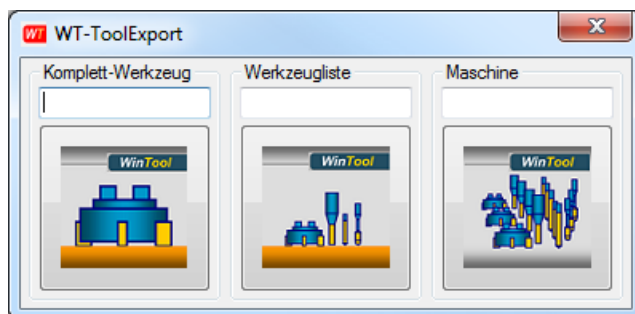 WT WT-ToolExport
Komplett-Werkzeug
Werkzeugliste
Maschine
WinTool
WinTool
WinTool